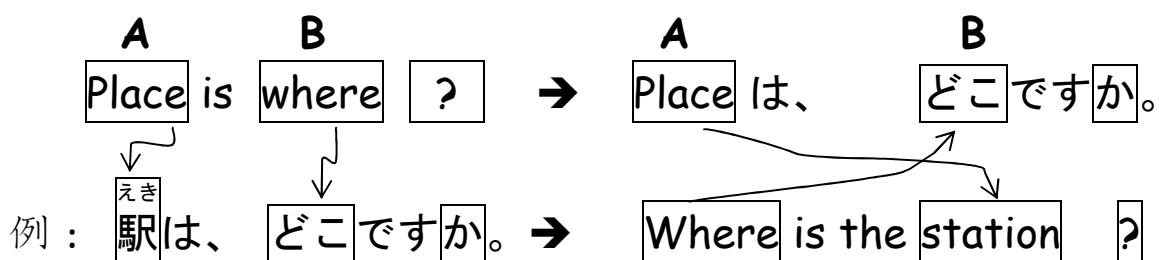 A B A B
Place is where ? ➔ Place は、 どこですか。
えき
例： 駅は、 どこですか。➔ Where is the station ?